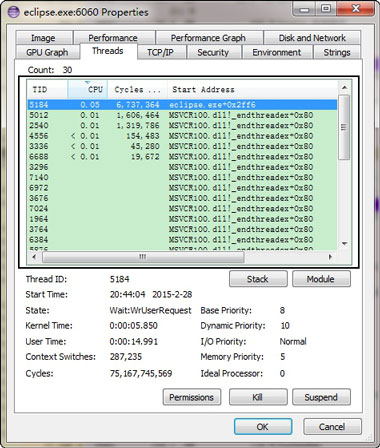 eclipse.exe:6060 Properties
Image Performance Performance Graph Disk and Network
GPU Graph Threads TCP/IP Security Environment Strings
Count: 30
TID CPU Cycles ... Start Address
5184 0.05 6,737,364 eclipse.exe+0x2ff6
5012 0.01 1,606,464 MSVCR100.dll!_endthreadex+0x80
2540 0.01 1,319,786 MSVCR100.dll!_endthreadex+0x80
4556 < 0.01 154,483 MSVCR100.dll!_endthreadex+0x80
3336 < 0.01 45,280 MSVCR100.dll!_endthreadex+0x80
6688 < 0.01 19,672 MSVCR100.dll!_endthreadex+0x80
3296 MSVCR100.dll!_endthreadex+0x80
7140 MSVCR100.dll!_endthreadex+0x80
6972 MSVCR100.dll!_endthreadex+0x80
3676 MSVCR100.dll!_endthreadex+0x80
7024 MSVCR100.dll!_endthreadex+0x80
1964 MSVCR100.dll!_endthreadex+0x80
3764 MSVCR100.dll!_endthreadex+0x80
6384 MSVCR100.dll!_endthreadex+0x80
MSVCR100.dll!_endthreadex+0x80
Thread ID: 5184 Stack Module
Start Time: 20:44:04 2015-2-28
State: Wait:WrUserRequest Base Priority: 8
Kernel Time: 0:00:05.850 Dynamic Priority: 10
User Time: 0:00:14.991 I/O Priority: Normal
Context Switches: 287,235 Memory Priority: 5
Cycles: 75,167,745,569 Ideal Processor: 0
Permissions Kill Suspend
OK Cancel